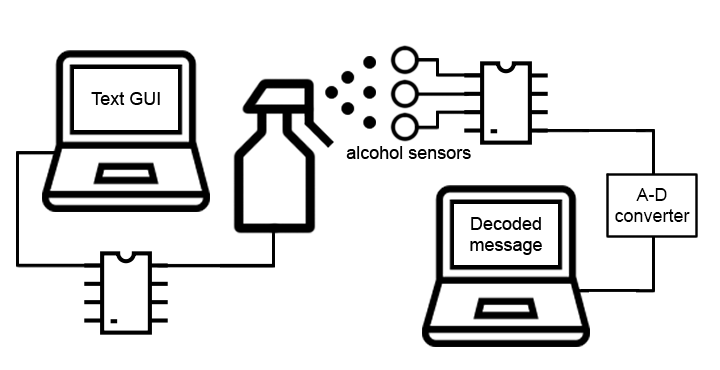 Text GUI
alcohol sensors
A-D
converter
Decoded
message